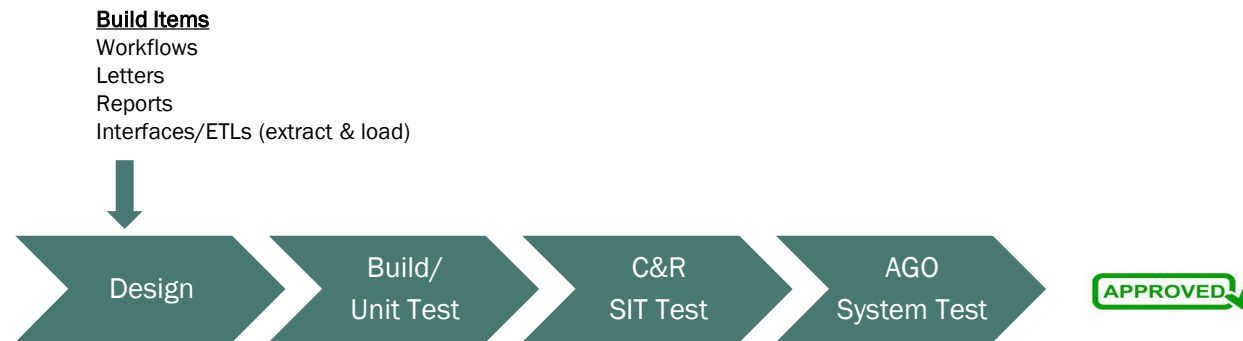 Build Items
Workflows
Letters
Reports
Interfaces/ETLs (extract & load)
Design
Build/
Unit Test
C&R
SIT Test
AGO
System Test
APPROVED